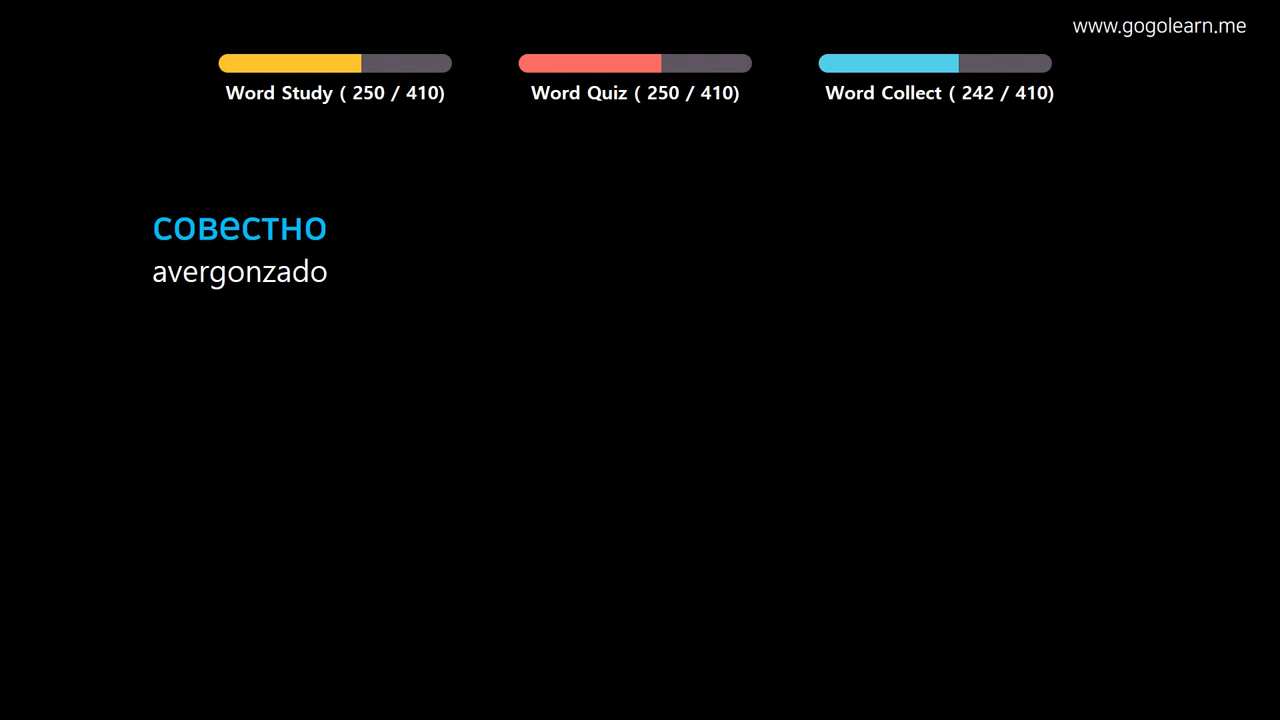 www.gogolearn.me
Word Study ( 250 / 410)
Word Quiz ( 250 / 410)
Word Collect ( 242 / 410)
совестно
avergonzado